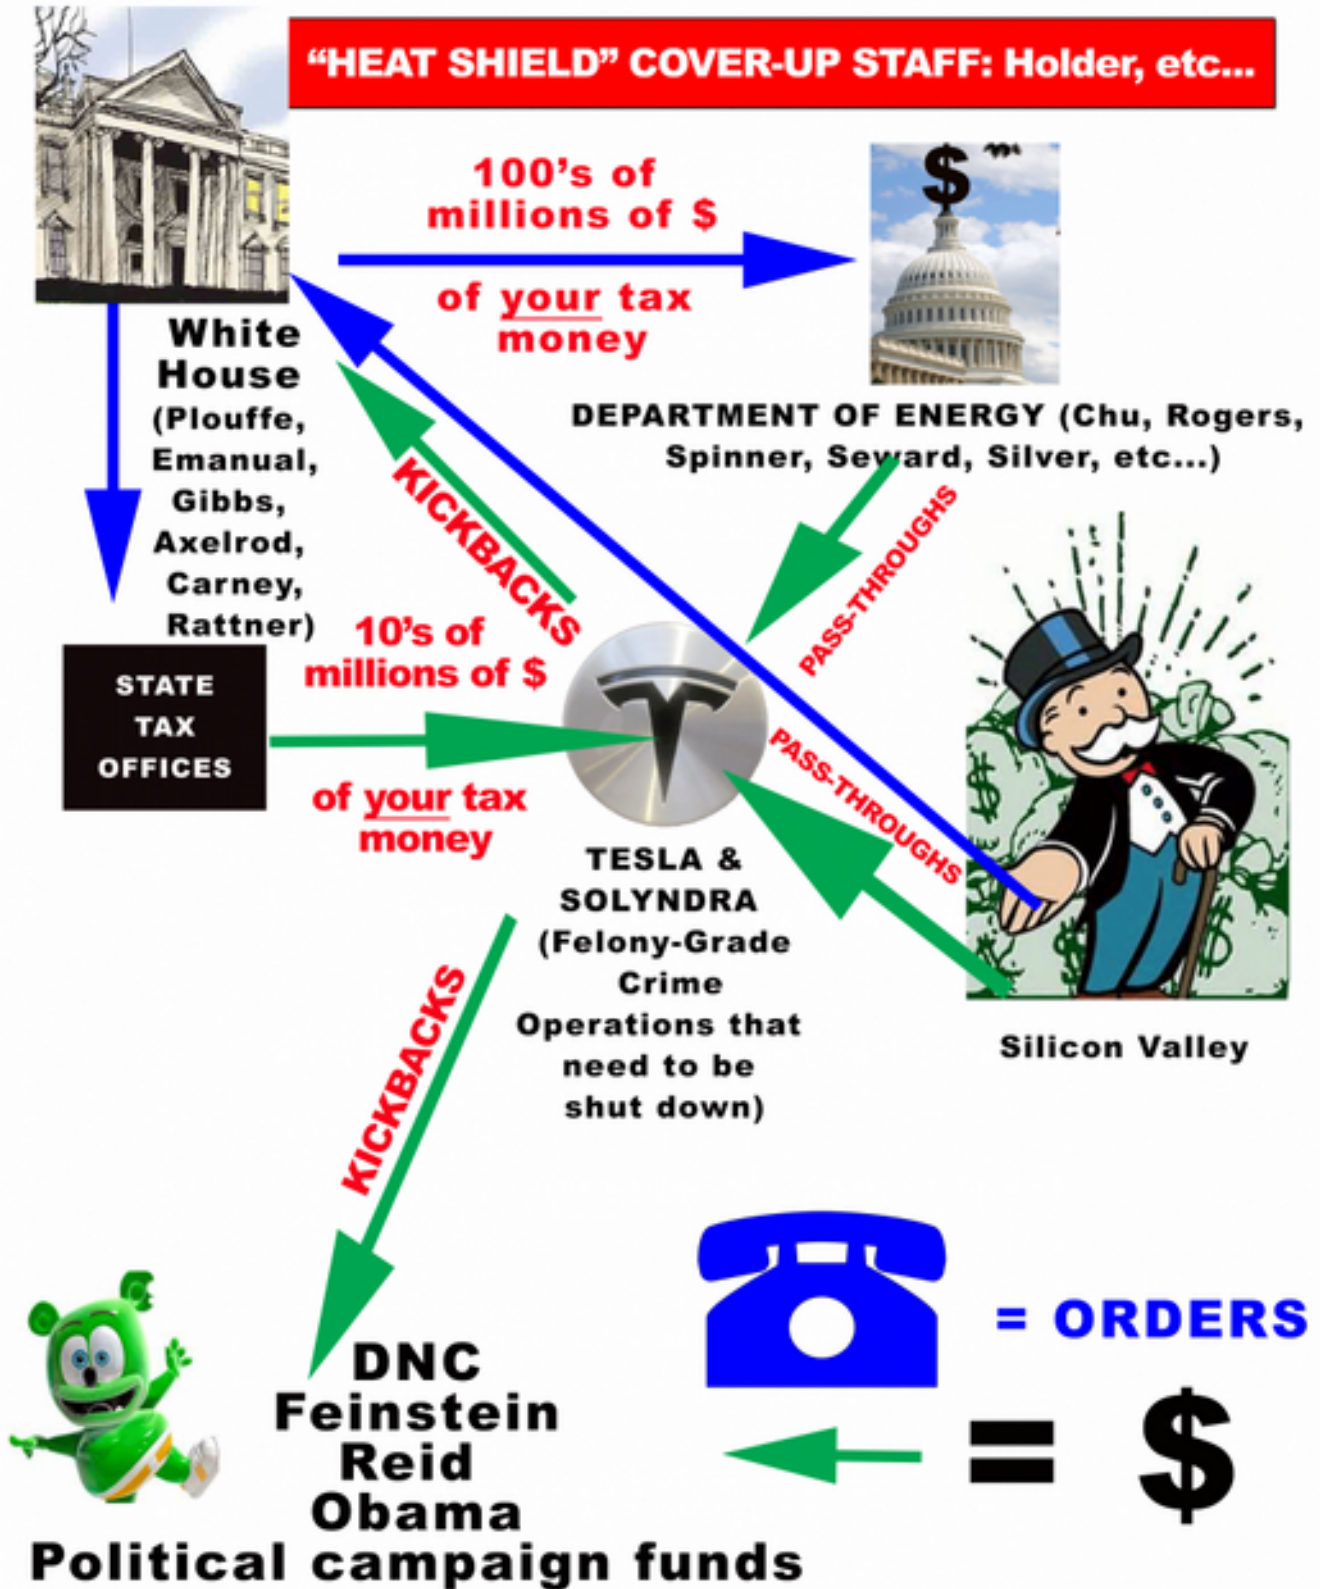 “HEAT SHIELD” COVER-UP STAFF: Holder, etc...
100’s of
millions of $
of your tax
money
$
White
House
(Plouffe,
Emanual,
Gibbs,
Axelrod,
Carney,
Rattner)
DEPARTMENT OF ENERGY (Chu, Rogers,
Spinner, Seward, Silver, etc...)
KICKBACKS
PASS-THROUGHS
STATE
TAX
OFFICES
10’s of
millions of $
of your tax
money
PASS-THROUGHS
TESLA &
SOLYNDRA
(Felony-Grade
Crime
Operations that
need to be
shut down)
$
$
$
$
Silicon Valley
KICKBACKS
= ORDERS
= $
DNC
Feinstein
Reid
Obama
Political campaign funds